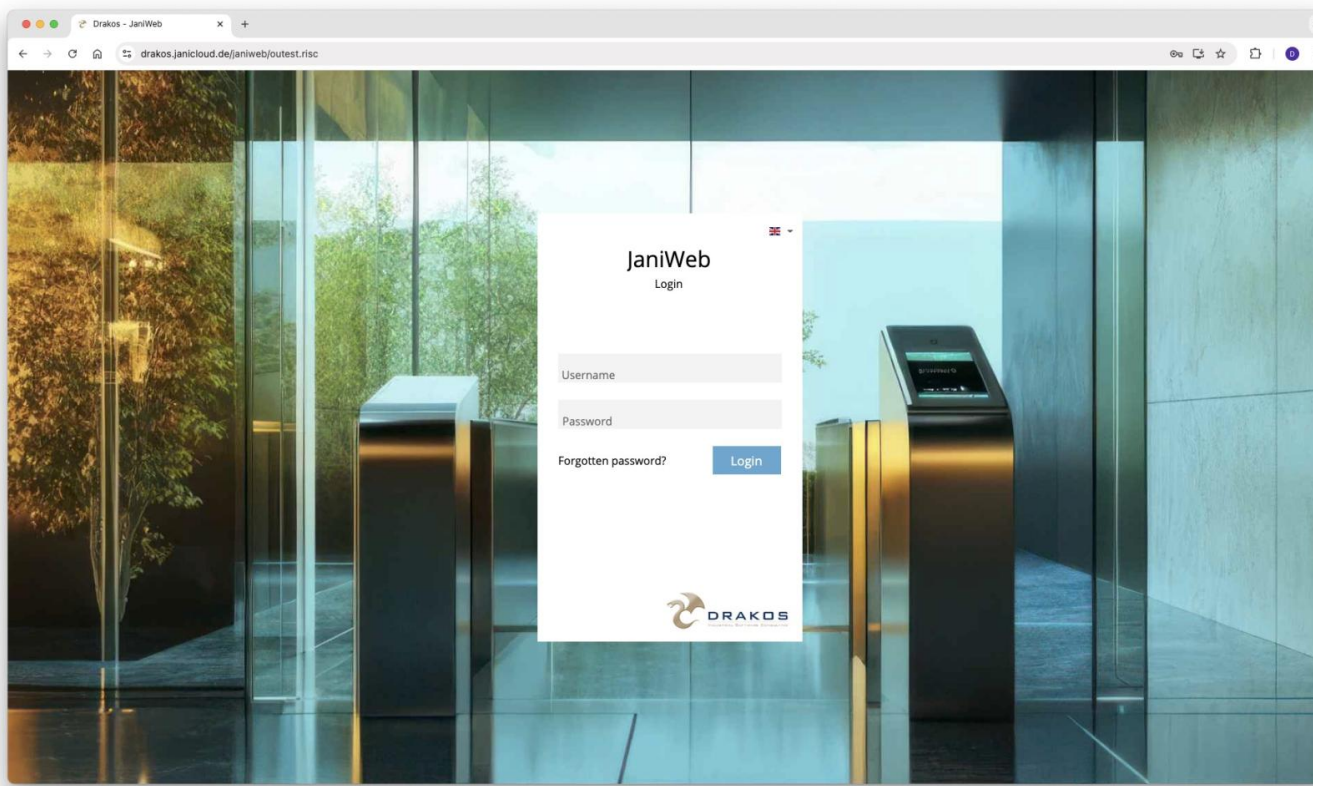 Drakos - JaniWeb
drakos.janicloud.de/janiweb/outest.risc
D
JaniWeb
Login
Username
Password
Forgotten password?
Login
DRAKOS